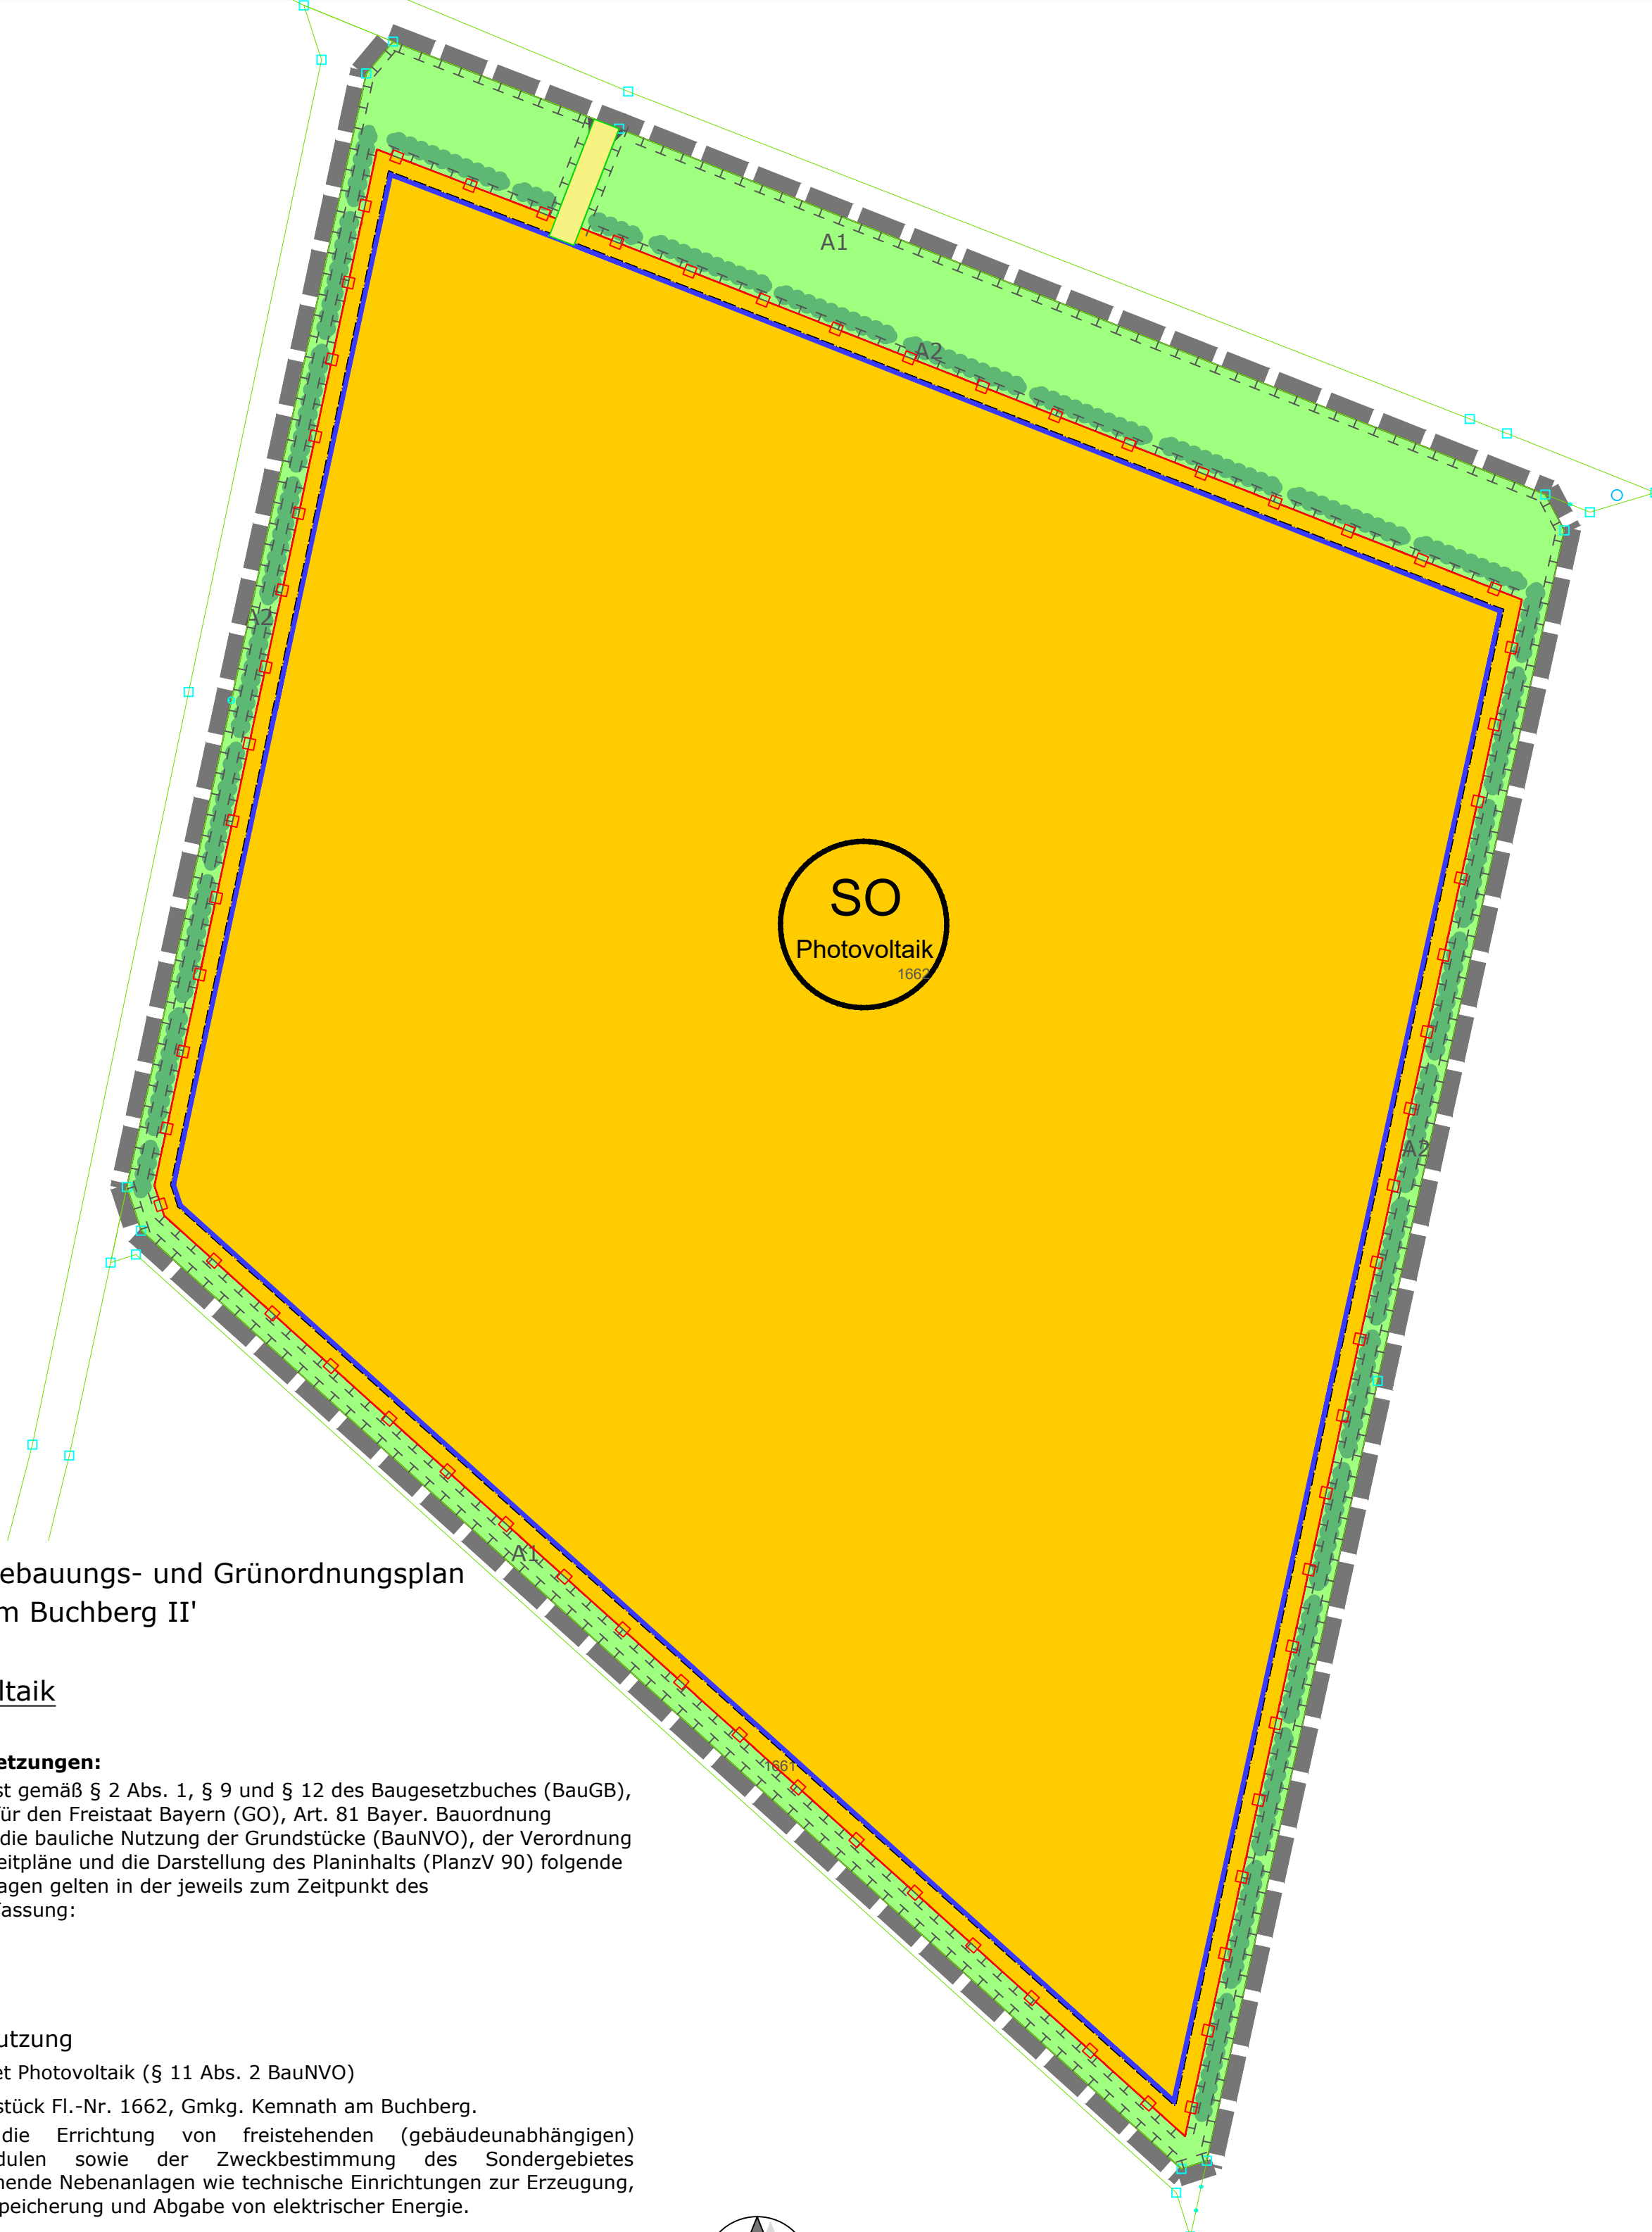 A1
A2
A2
SO
Photovoltaik
1662
A2
A1
ebauungs- und Grünordnungsplan
m Buchberg II'
ltaik
etzungen:
st gemäß § 2 Abs. 1, § 9 und § 12 des Baugesetzbuches (BauGB),
für den Freistaat Bayern (GO), Art. 81 Bayer. Bauordnung
die bauliche Nutzung der Grundstücke (BauNVO), der Verordnung
eitpläne und die Darstellung des Planinhalts (PlanzV 90) folgende
agen gelten in der jeweils zum Zeitpunkt des
assung:
1661
utzung
et Photovoltaik (§ 11 Abs. 2 BauNVO)
stück Fl.-Nr. 1662, Gmkg. Kemnath am Buchberg.
die Errichtung von freistehenden (gebäudeunabhängigen)
dulen sowie der Zweckbestimmung des Sondergebietes
nende Nebenanlagen wie technische Einrichtungen zur Erzeugung,
peicherung und Abgabe von elektrischer Energie.